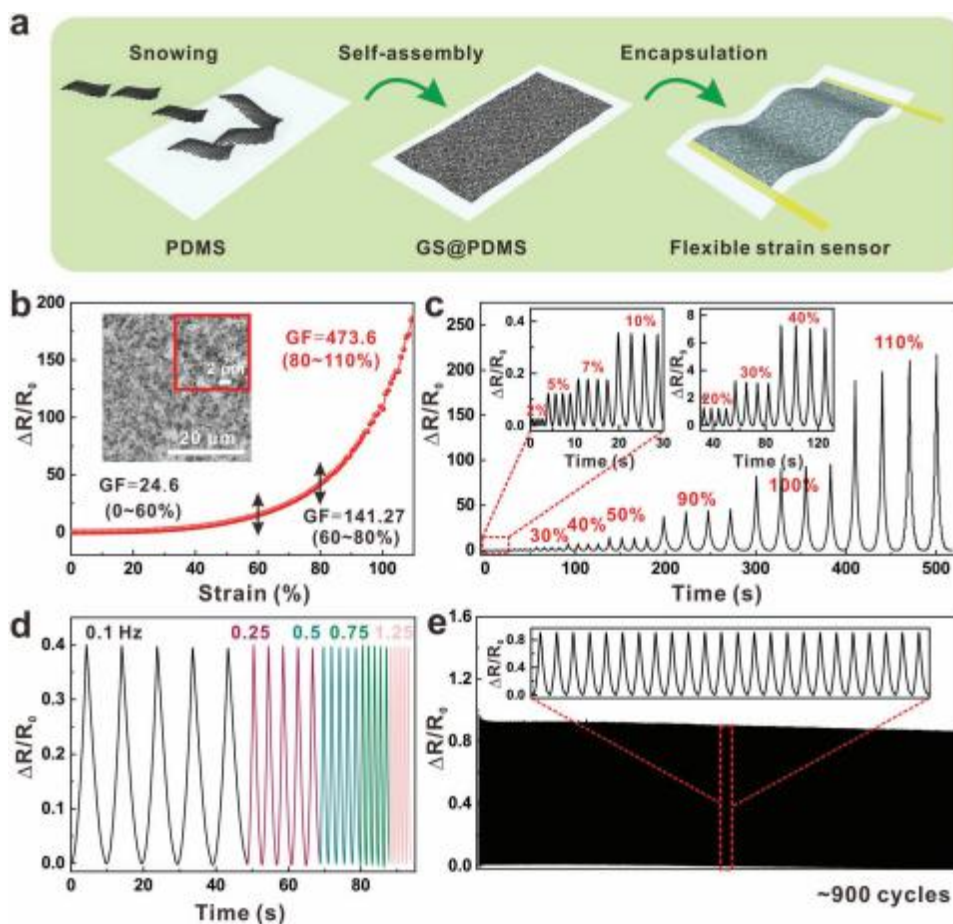 a
Snowing
Self-assembly
Encapsulation
PDMS
GS@PDMS
Flexible strain sensor
b
200
150
100
50
0
ΔR/R₀
GF=473.6
(80~110%)
2 μm
20 μm
GF=24.6
(0~60%)
GF=141.27
(60~80%)
0 20 40 60 80 100
Strain (%)
c
250
200
150
100
50
0
ΔR/R₀
0.4
0.2
0.0
ΔR/R₀
2%
5%
7%
10%
0 10 20 30
Time (s)
8
6
4
2
0
ΔR/R₀
20%
30%
40%
40 60 80 100 120
Time (s)
30%
40%
50%
90%
100%
110%
0 100 200 300 400 500
Time (s)
d
0.4
0.3
0.2
0.1
0.0
ΔR/R₀
0.1 Hz
0.25
0.5
0.75
1.25
0 20 40 60 80
Time (s)
e
1.6
1.2
0.8
0.4
0.0
ΔR/R₀
0.8
0.4
0.0
ΔR/R₀
~900 cycles